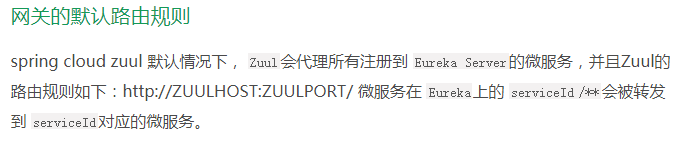 网关的默认路由规则
spring cloud zuul 默认情况下， Zuul会代理所有注册到 Eureka Server的微服务，并且Zuul的
路由规则如下：http://ZUULHOST:ZUULPORT/ 微服务在 Eureka上的 serviceId/**会被转发
到 serviceId对应的微服务。